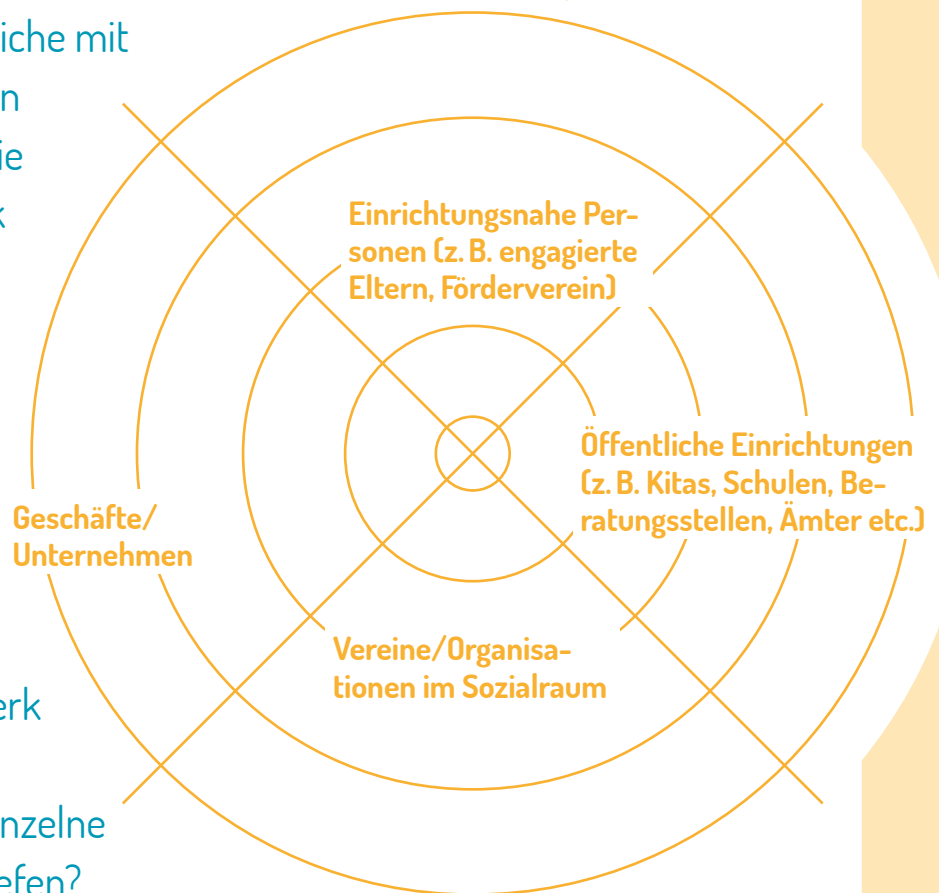 iche mit
n
ie
k
Einrichtungsnahe Per-
sonen (z. B. engagierte
Eltern, Förderverein)
Öffentliche Einrichtungen
(z. B. Kitas, Schulen, Be-
ratungsstellen, Ämter etc.)
Geschäfte/
Unternehmen
Vereine/Organisa-
tionen im Sozialraum
erk
nzelne
efen?